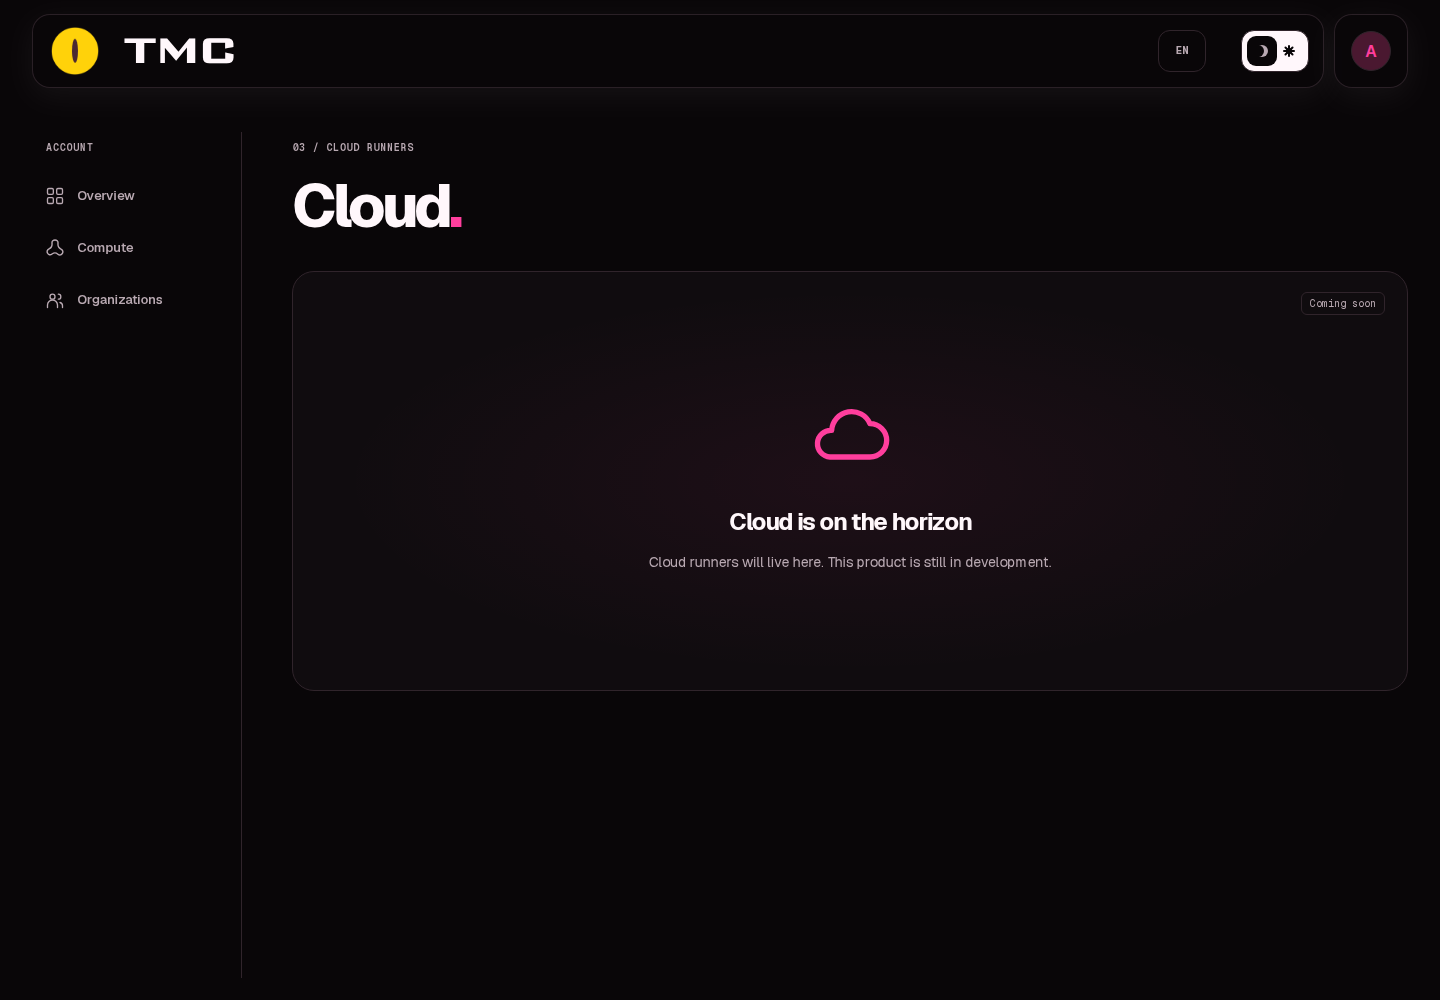 TMC
EN
A
ACCOUNT
Overview
Compute
Organizations
03 / CLOUD RUNNERS
Cloud.
Coming soon
Cloud is on the horizon
Cloud runners will live here. This product is still in development.